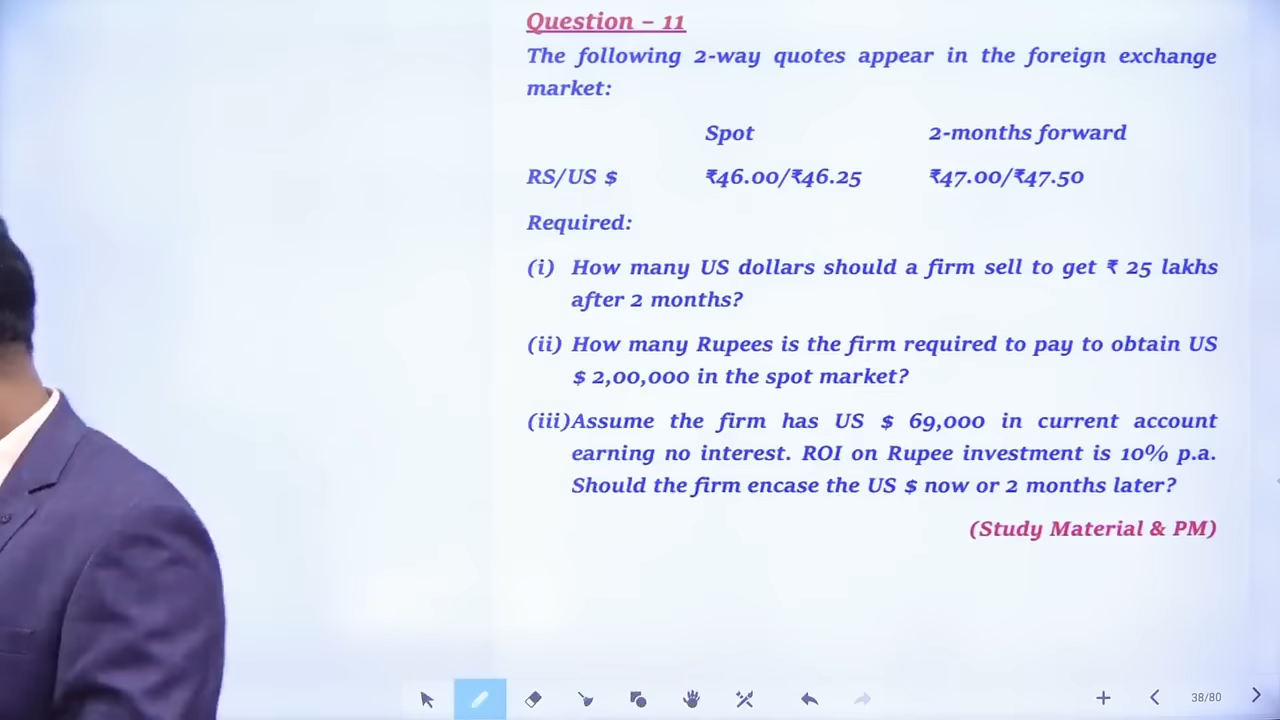 Question – 11
The following 2-way quotes appear in the foreign exchange
market:
Spot 2-months forward
RS/US $ ₹46.00/₹46.25 ₹47.00/₹47.50
Required:
(i) How many US dollars should a firm sell to get ₹ 25 lakhs
after 2 months?
(ii) How many Rupees is the firm required to pay to obtain US
$ 2,00,000 in the spot market?
(iii)Assume the firm has US $ 69,000 in current account
earning no interest. ROI on Rupee investment is 10% p.a.
Should the firm encase the US $ now or 2 months later?
(Study Material & PM)
38/80